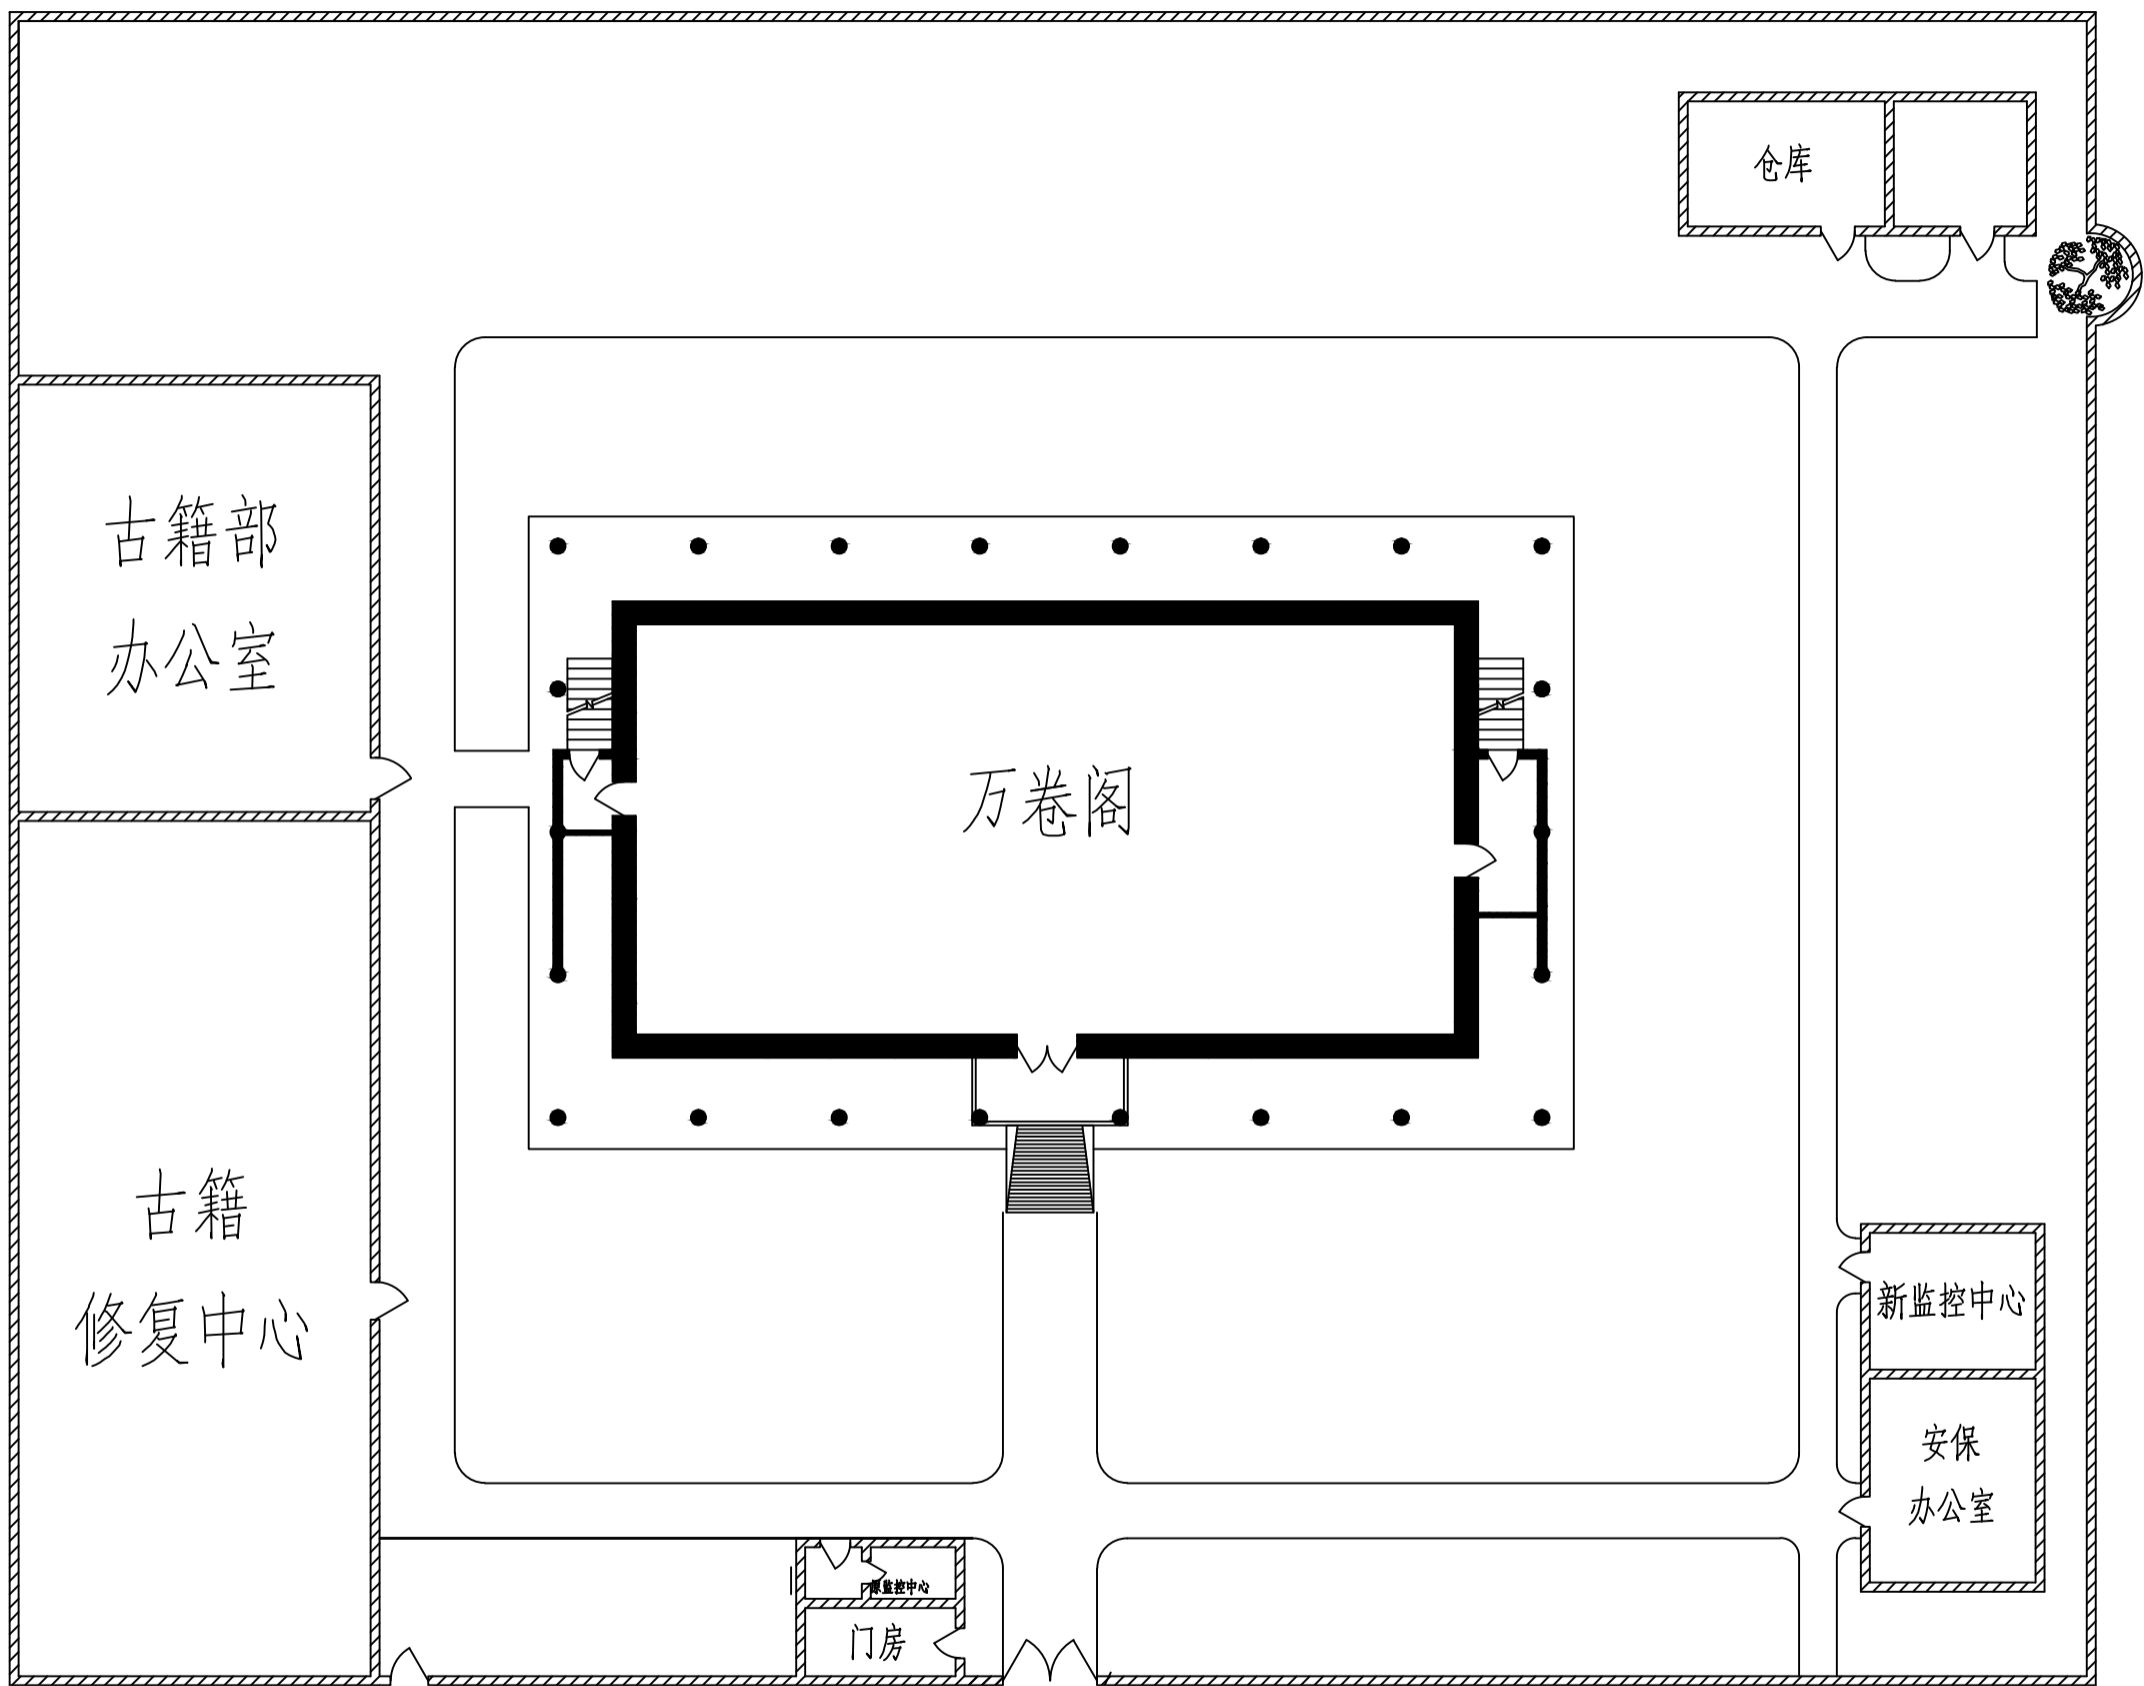 仓库
古籍部
办公室
万卷阁
古籍
修复中心
新监控中心
安保
办公室
原监控中心
门房